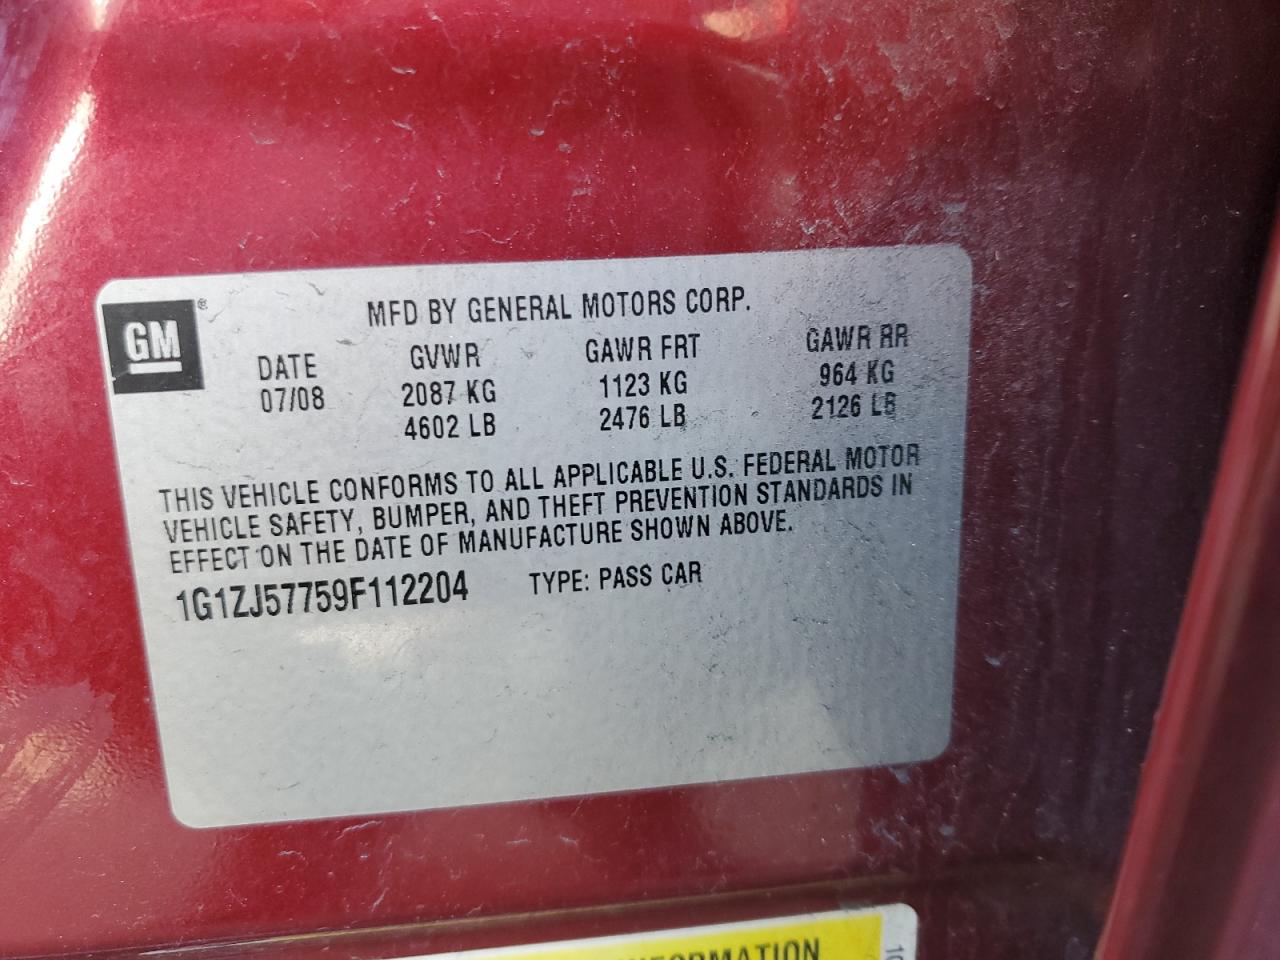 GM®
MFD BY GENERAL MOTORS CORP.
DATE GVWR GAWR FRT GAWR RR
07/08 2087 KG 1123 KG 964 KG
4602 LB 2476 LB 2126 LB
THIS VEHICLE CONFORMS TO ALL APPLICABLE U.S. FEDERAL MOTOR
VEHICLE SAFETY, BUMPER, AND THEFT PREVENTION STANDARDS IN
EFFECT ON THE DATE OF MANUFACTURE SHOWN ABOVE.
1G1ZJ57759F112204 TYPE: PASS CAR